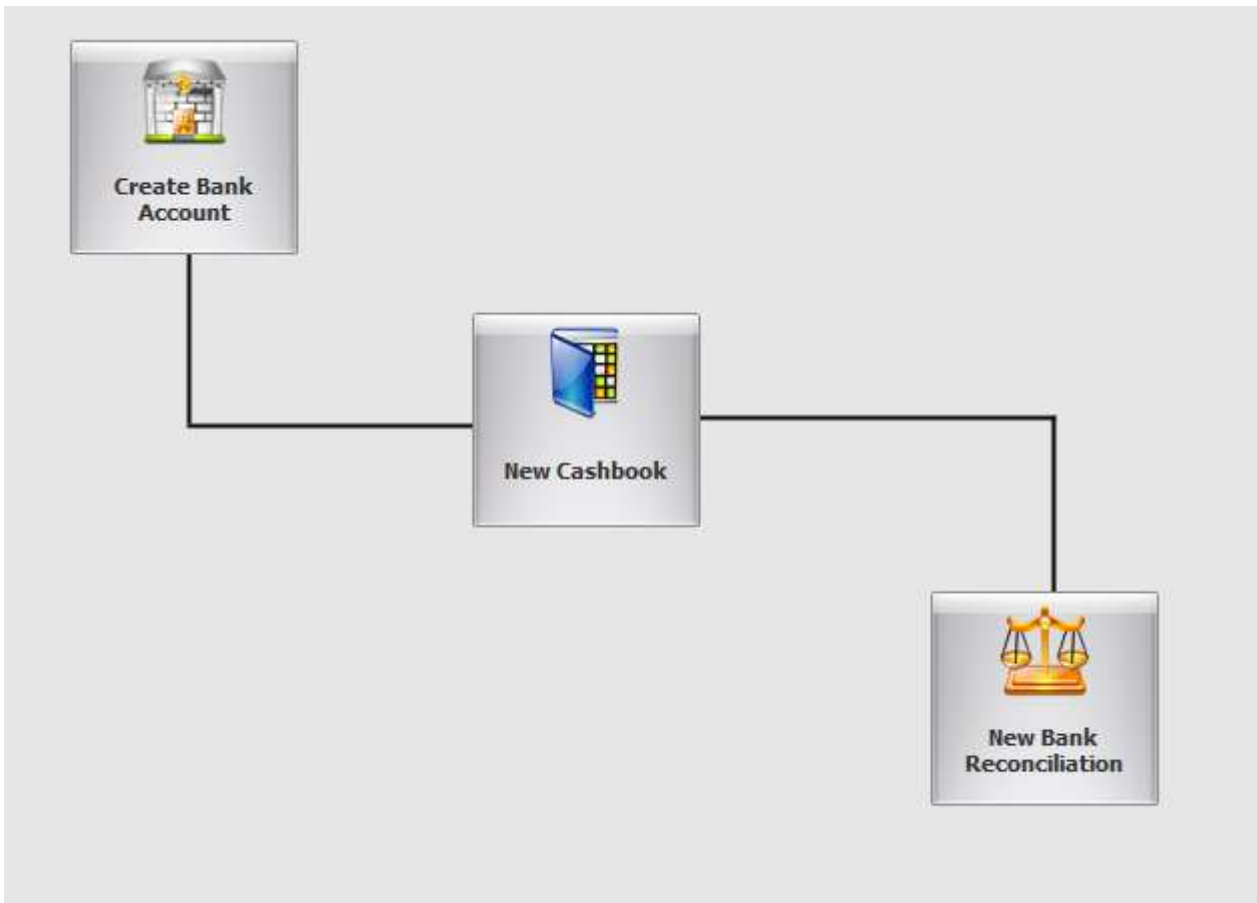 Create Bank
Account
New Cashbook
New Bank
Reconciliation